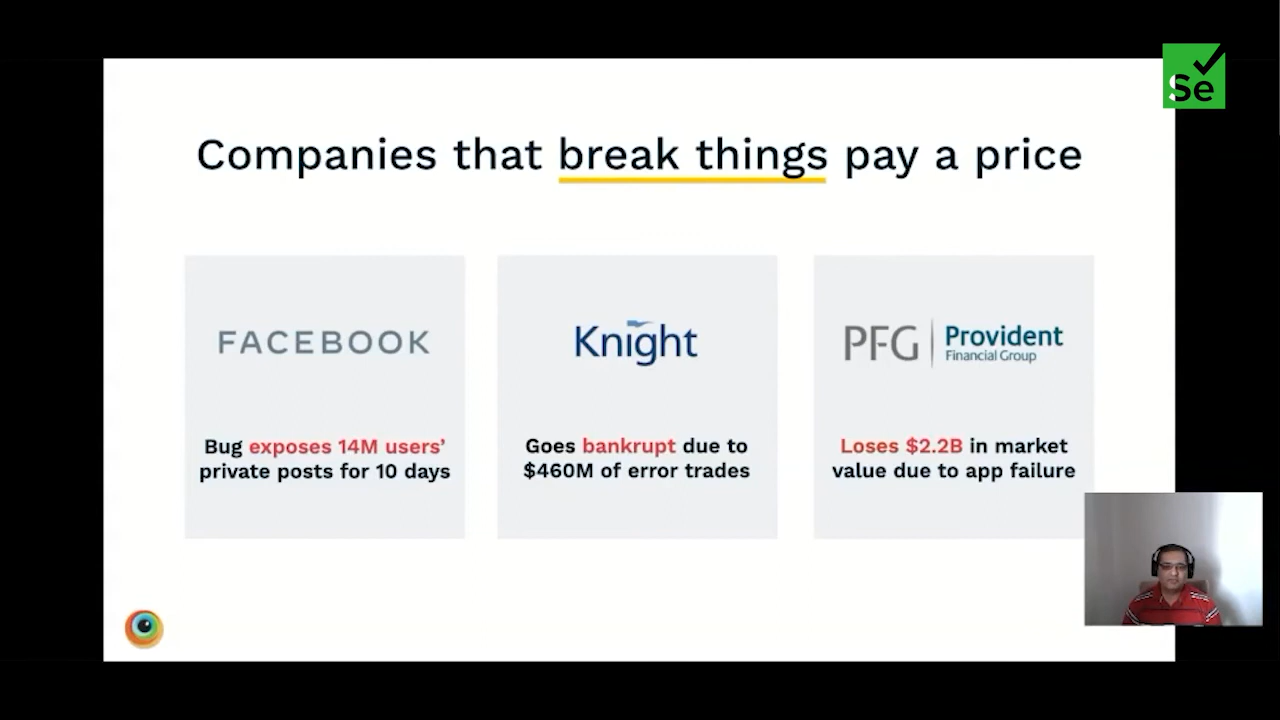 Se
Companies that break things pay a price
FACEBOOK
Bug exposes 14M users’
private posts for 10 days
Knight
Goes bankrupt due to
$460M of error trades
PFG
Provident
Financial Group
Loses $2.2B in market
value due to app failure